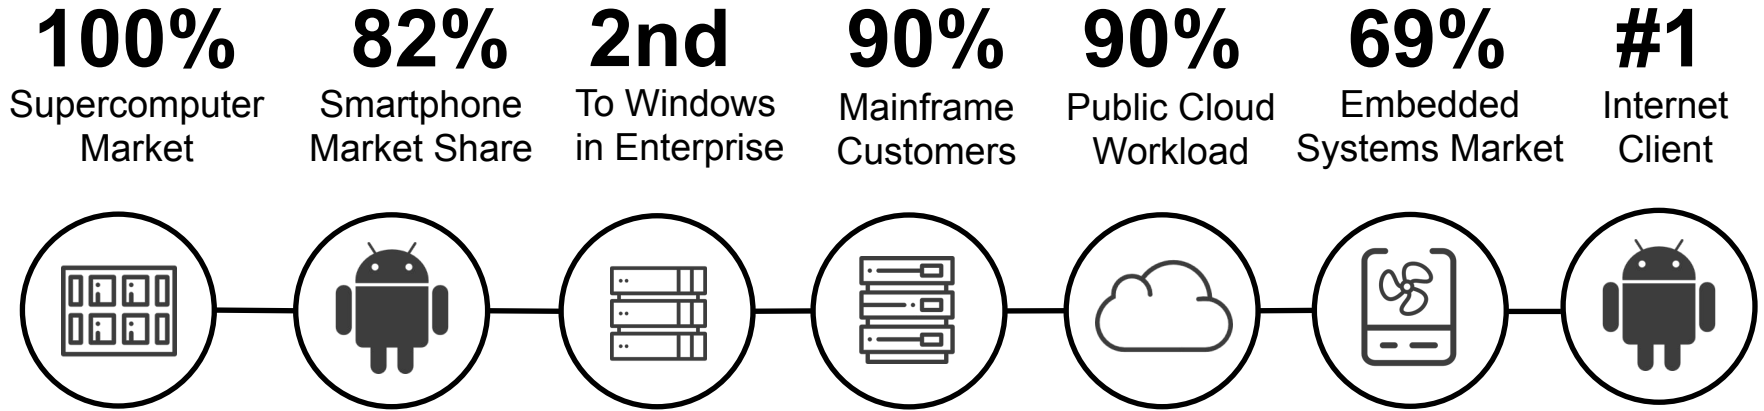 100%
Supercomputer
Market
82%
Smartphone
Market Share
2nd
To Windows
in Enterprise
90%
Mainframe
Customers
90%
Public Cloud
Workload
69%
Embedded
Systems Market
#1
Internet
Client